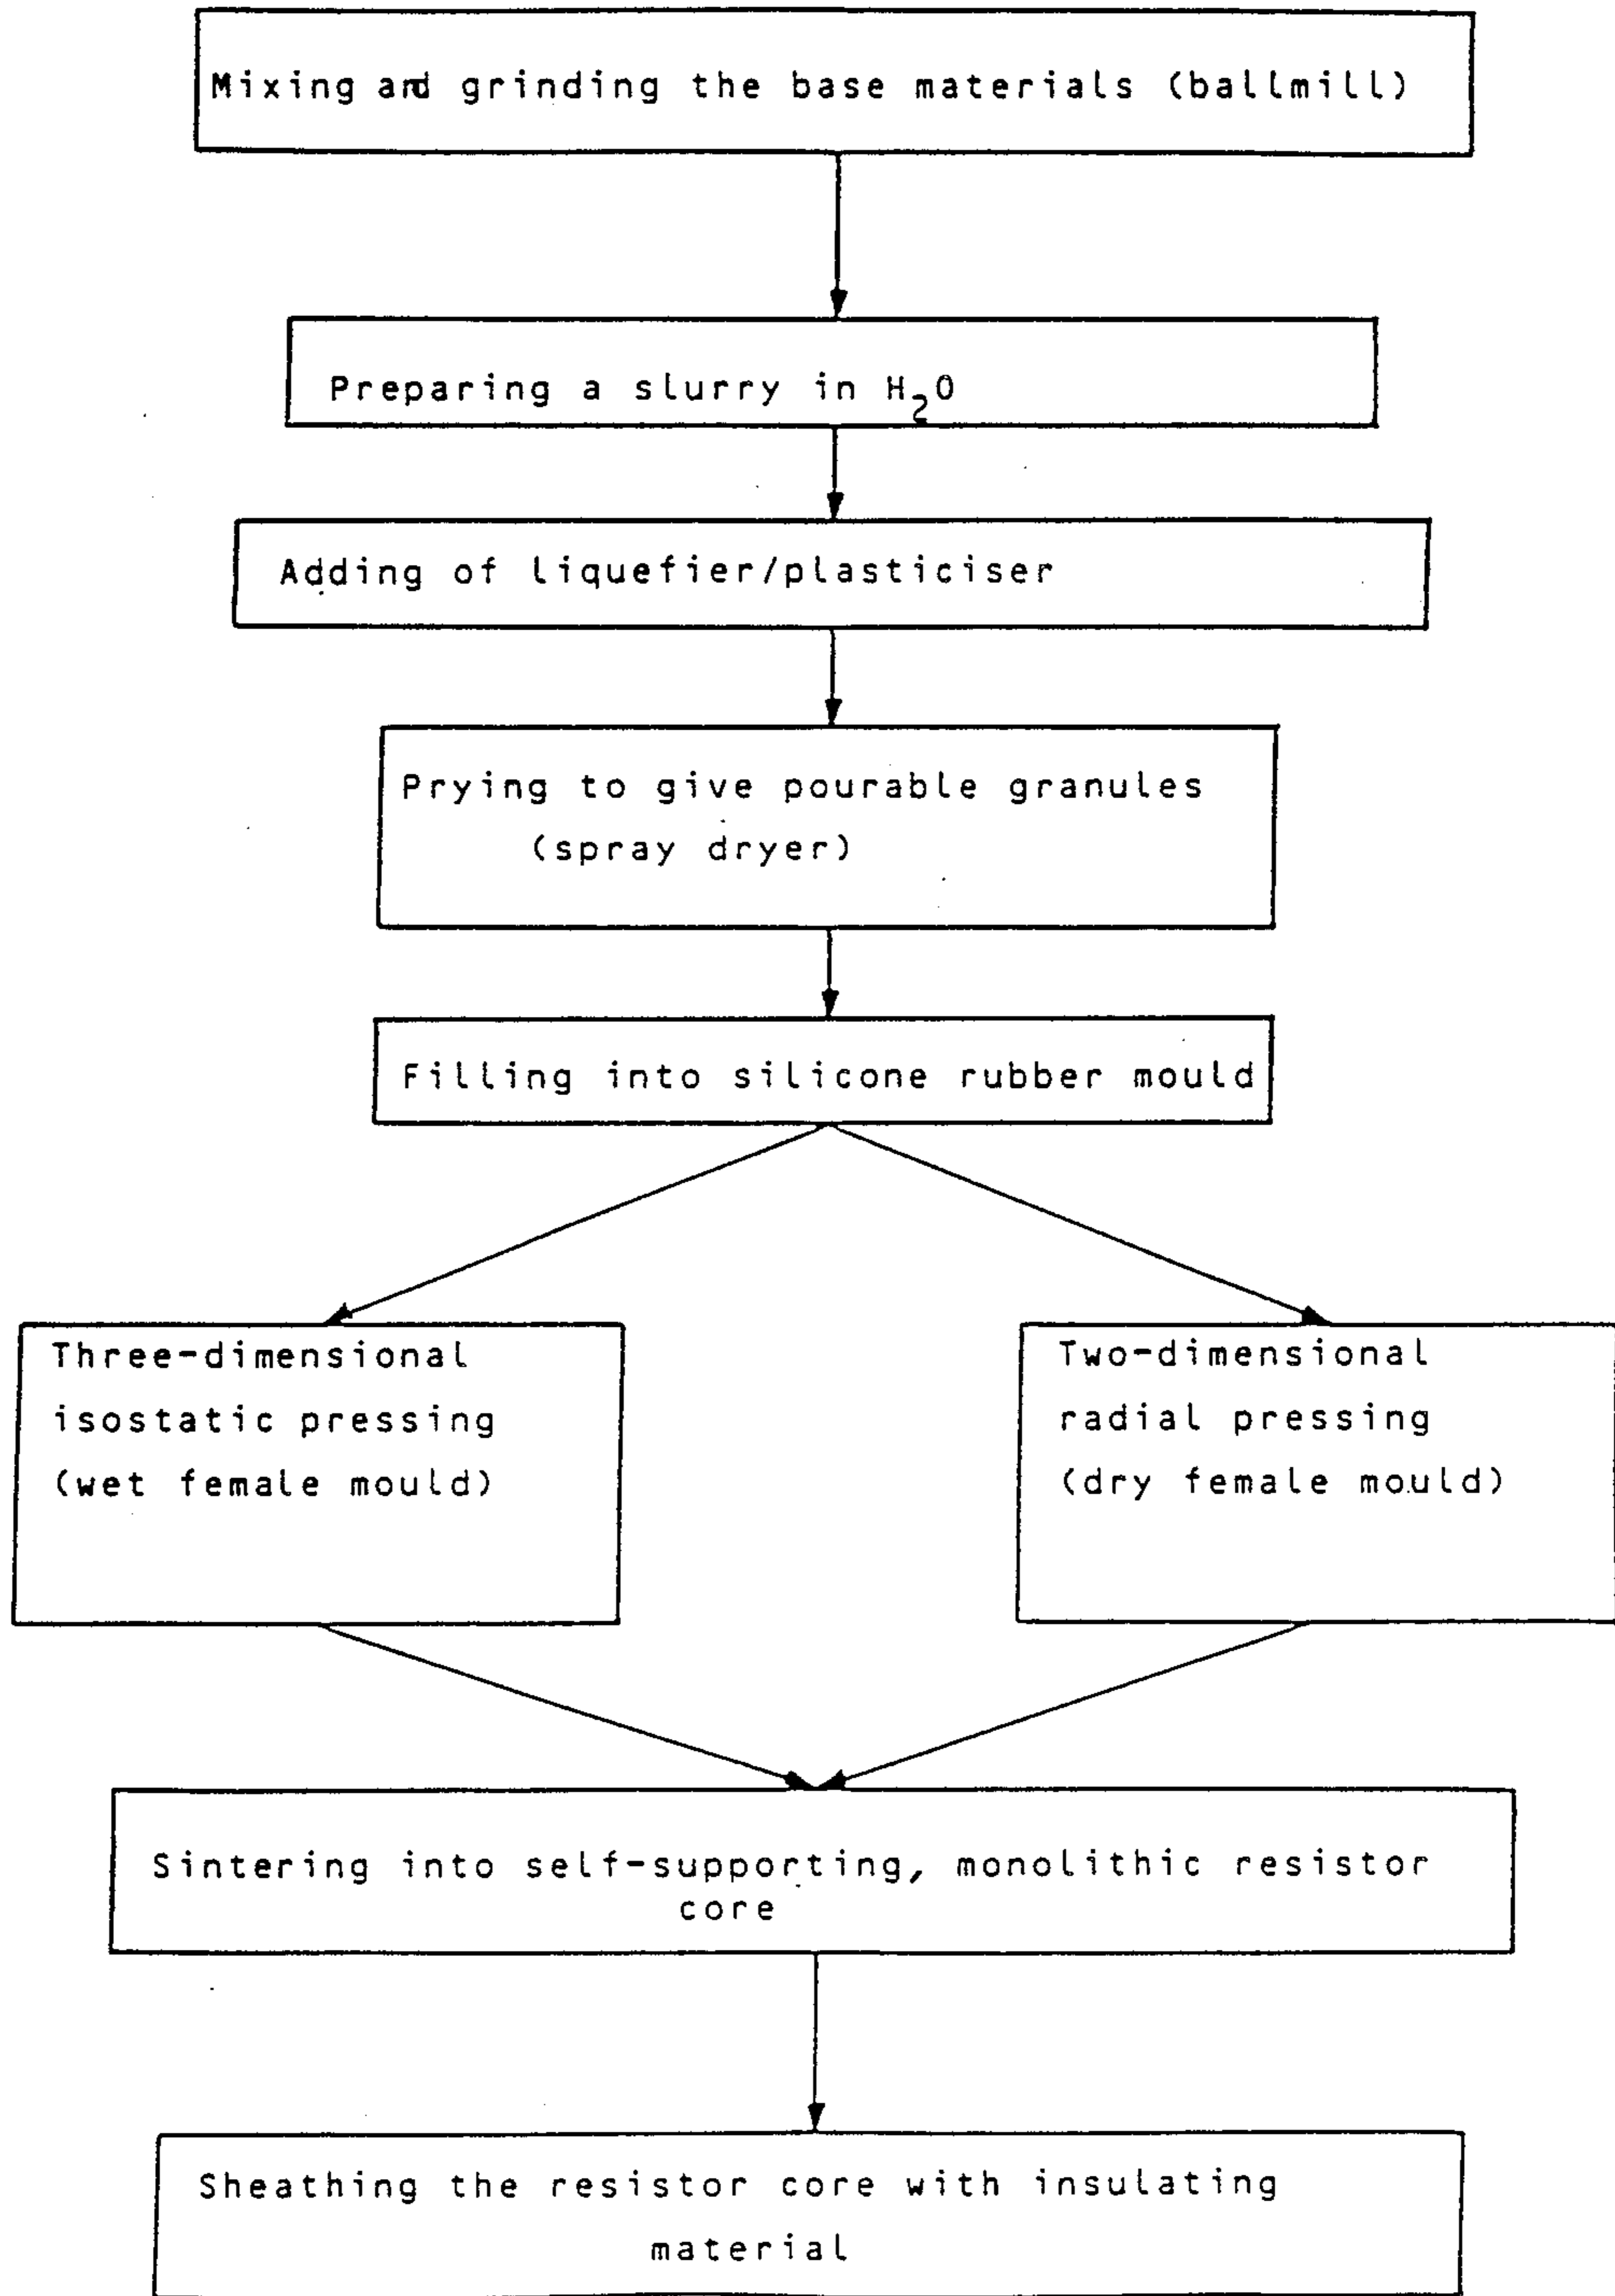 Mixing and grinding the base materials (ballmill)
Preparing a slurry in H₂O
Adding of liquefier/plasticiser
Prying to give pourable granules
(spray dryer)
Filling into silicone rubber mould
Three-dimensional
isostatic pressing
(wet female mould)
Two-dimensional
radial pressing
(dry female mould)
Sintering into self-supporting, monolithic resistor
core
Sheathing the resistor core with insulating
material